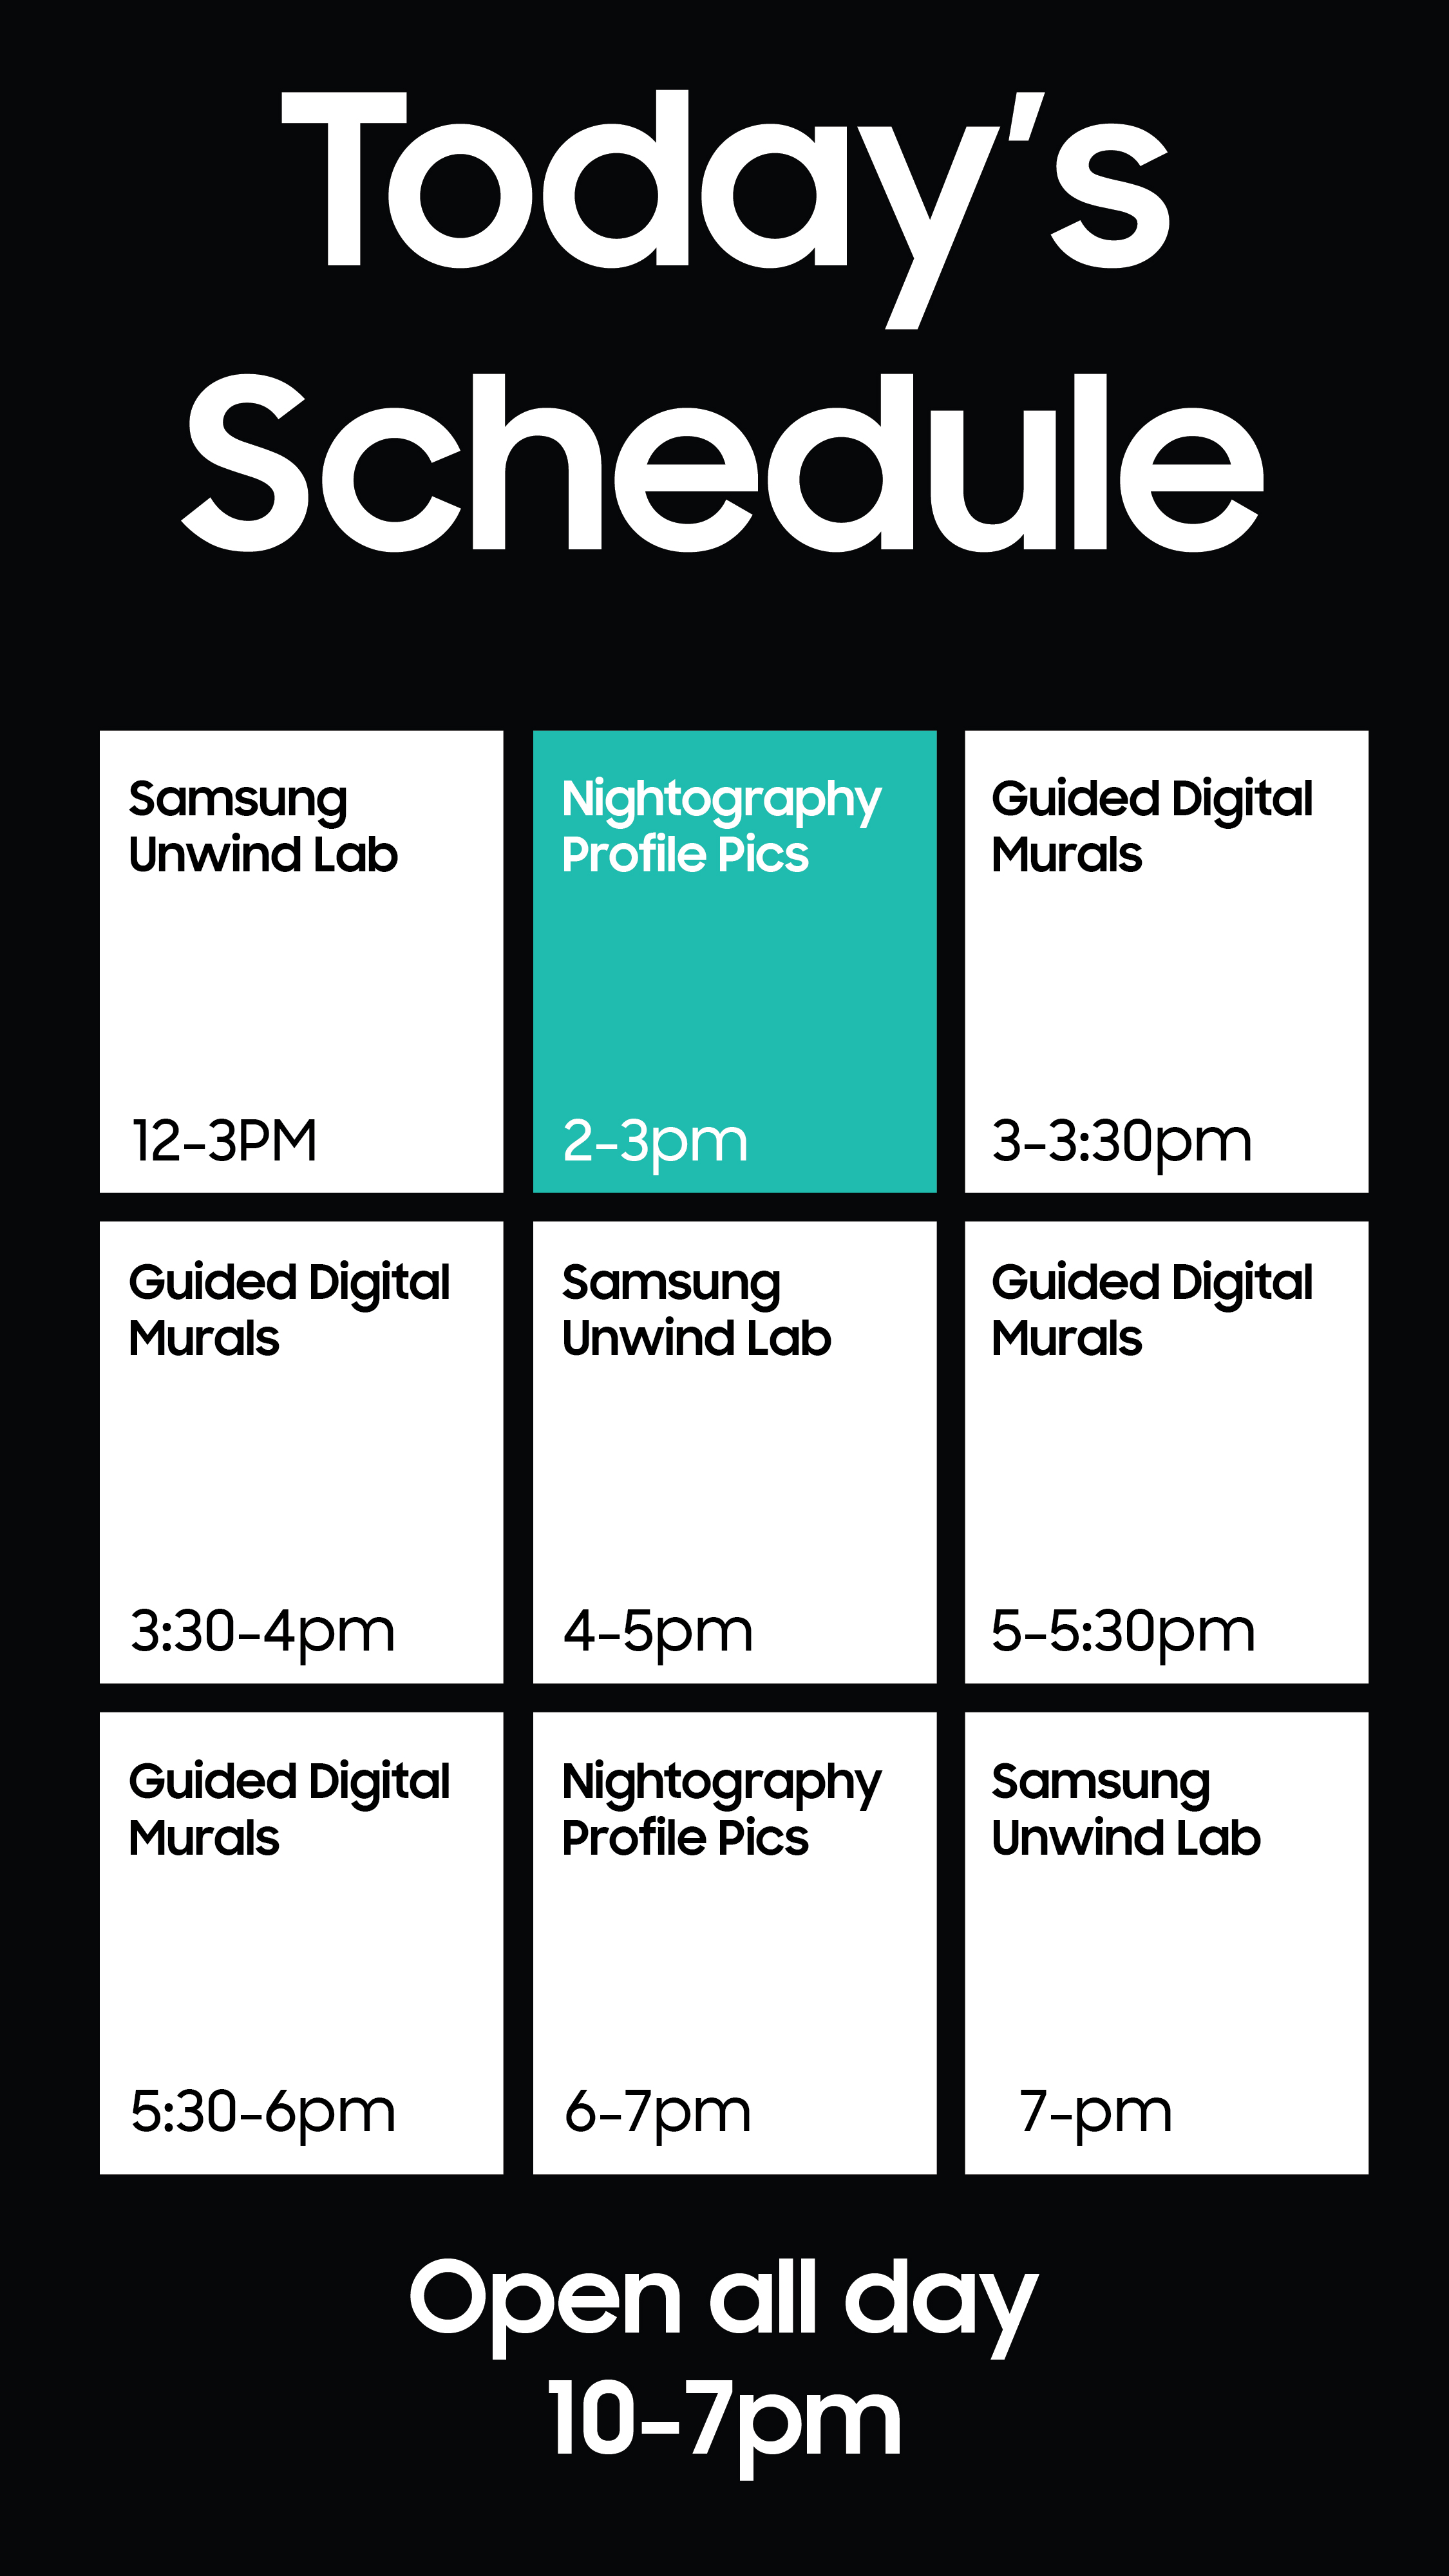 Today’s
Schedule
Samsung
Unwind Lab
12-3PM
Nightography
Profile Pics
2-3pm
Guided Digital
Murals
3-3:30pm
Guided Digital
Murals
3:30-4pm
Samsung
Unwind Lab
4-5pm
Guided Digital
Murals
5-5:30pm
Guided Digital
Murals
5:30-6pm
Nightography
Profile Pics
6-7pm
Samsung
Unwind Lab
7-pm
Open all day
10-7pm